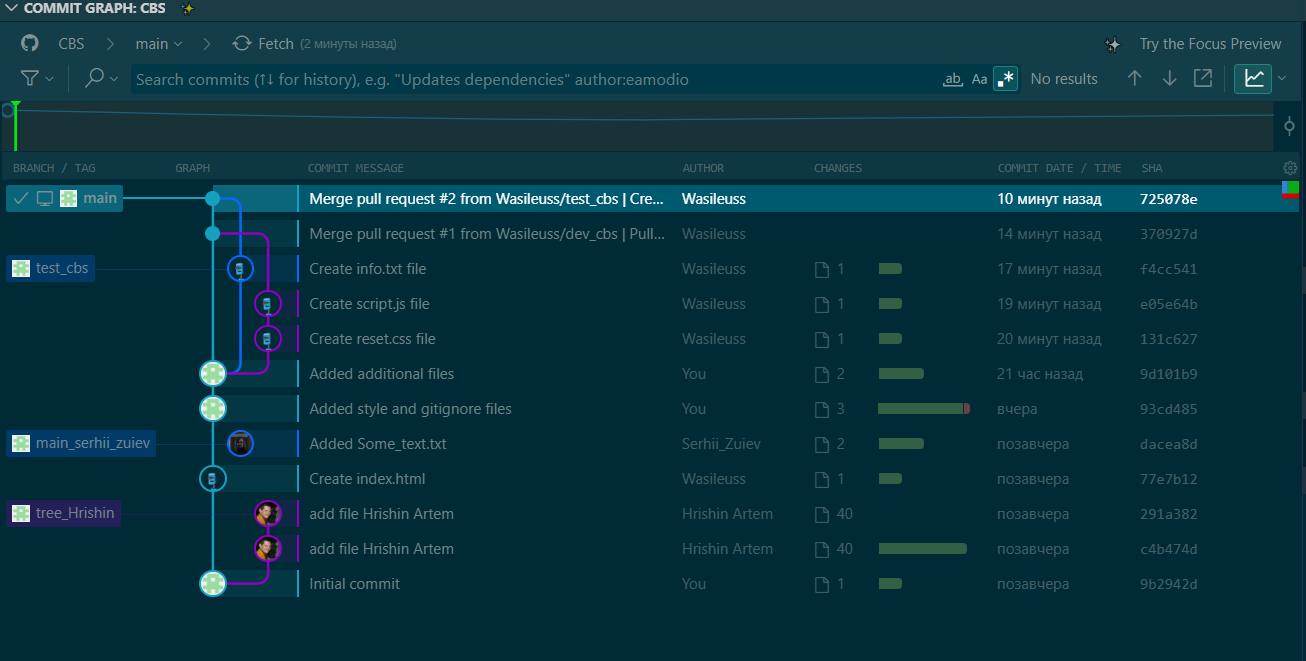 COMMIT GRAPH: CBS
CBS main Fetch (2 минуты назад) Try the Focus Preview
Search commits (↑↓ for history), e.g. "Updates dependencies" author:eamodio ab Aa .* No results
BRANCH / TAG GRAPH COMMIT MESSAGE AUTHOR CHANGES COMMIT DATE / TIME SHA
main Merge pull request #2 from Wasileuss/test_cbs | Cre... Wasileuss 10 минут назад 725078e
Merge pull request #1 from Wasileuss/dev_cbs | Pull... Wasileuss 14 минут назад 370927d
test_cbs Create info.txt file Wasileuss 1 17 минут назад f4cc541
Create script.js file Wasileuss 1 19 минут назад e05e64b
Create reset.css file Wasileuss 1 20 минут назад 131c627
Added additional files You 2 21 час назад 9d101b9
Added style and gitignore files You 3 вчера 93cd485
main_serhii_zuiev Added Some_text.txt Serhii_Zuiev 2 позавчера dacea8d
Create index.html Wasileuss 1 позавчера 77e7b12
tree_Hrishin add file Hrishin Artem Hrishin Artem 40 позавчера 291a382
add file Hrishin Artem Hrishin Artem 40 позавчера c4b474d
Initial commit You 1 позавчера 9b2942d